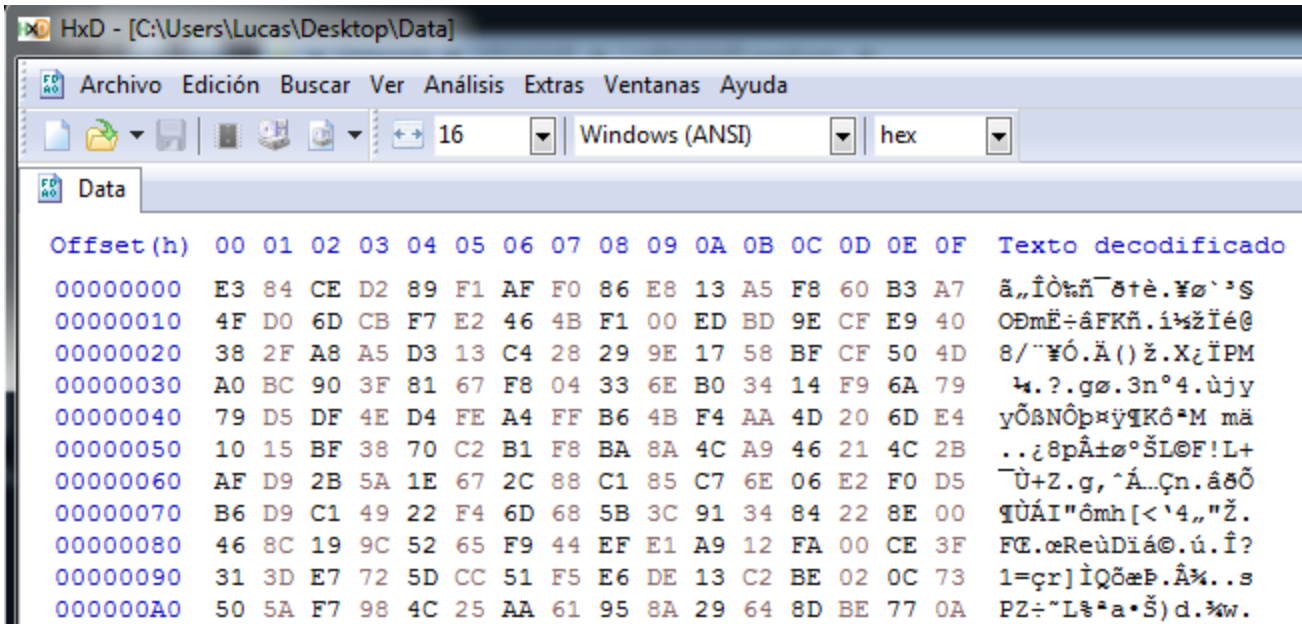 HxD - [C:\Users\Lucas\Desktop\Data]
Archivo Edición Buscar Ver Análisis Extras Ventanas Ayuda
16 Windows (ANSI) hex
Data
Offset(h) 00 01 02 03 04 05 06 07 08 09 0A 0B 0C 0D 0E 0F Texto decodificado
00000000 E3 84 CE D2 89 F1 AF F0 86 E8 13 A5 F8 60 B3 A7 ã„ÎÒ‰ñ¯ð†è.¥ø`³§
00000010 4F D0 6D CB F7 E2 46 4B F1 00 ED BD 9E CF E9 40 OÐmË÷âFKñ.í½žÏé@
00000020 38 2F A8 A5 D3 13 C4 28 29 9E 17 58 BF CF 50 4D 8/¨¥Ó.Ä()ž.X¿ÏPM
00000030 A0 BC 90 3F 81 67 F8 04 33 6E B0 34 14 F9 6A 79  ¼.?.gø.3n°4.ùjy
00000040 79 D5 DF 4E D4 FE A4 FF B6 4B F4 AA 4D 20 6D E4 yÕßNÔþ¤ÿ¶KôªM mä
00000050 10 15 BF 38 70 C2 B1 F8 BA 8A 4C A9 46 21 4C 2B ..¿8pÂ±øºŠL©F!L+
00000060 AF D9 2B 5A 1E 67 2C 88 C1 85 C7 6E 06 E2 F0 D5 ¯Ù+Z.g,ˆÁ…Çn.âðÕ
00000070 B6 D9 C1 49 22 F4 6D 68 5B 3C 91 34 84 22 8E 00 ¶ÙÁI"ômh[<‘4„"Ž.
00000080 46 8C 19 9C 52 65 F9 44 EF E1 A9 12 FA 00 CE 3F FŒ.œReùDïá©.ú.Î?
00000090 31 3D E7 72 5D CC 51 F5 E6 DE 13 C2 BE 02 0C 73 1=çr]ÌQõæÞ.Â¾..s
000000A0 50 5A F7 98 4C 25 AA 61 95 8A 29 64 8D BE 77 0A PZ÷˜L%ªa•Š)d.¾w.